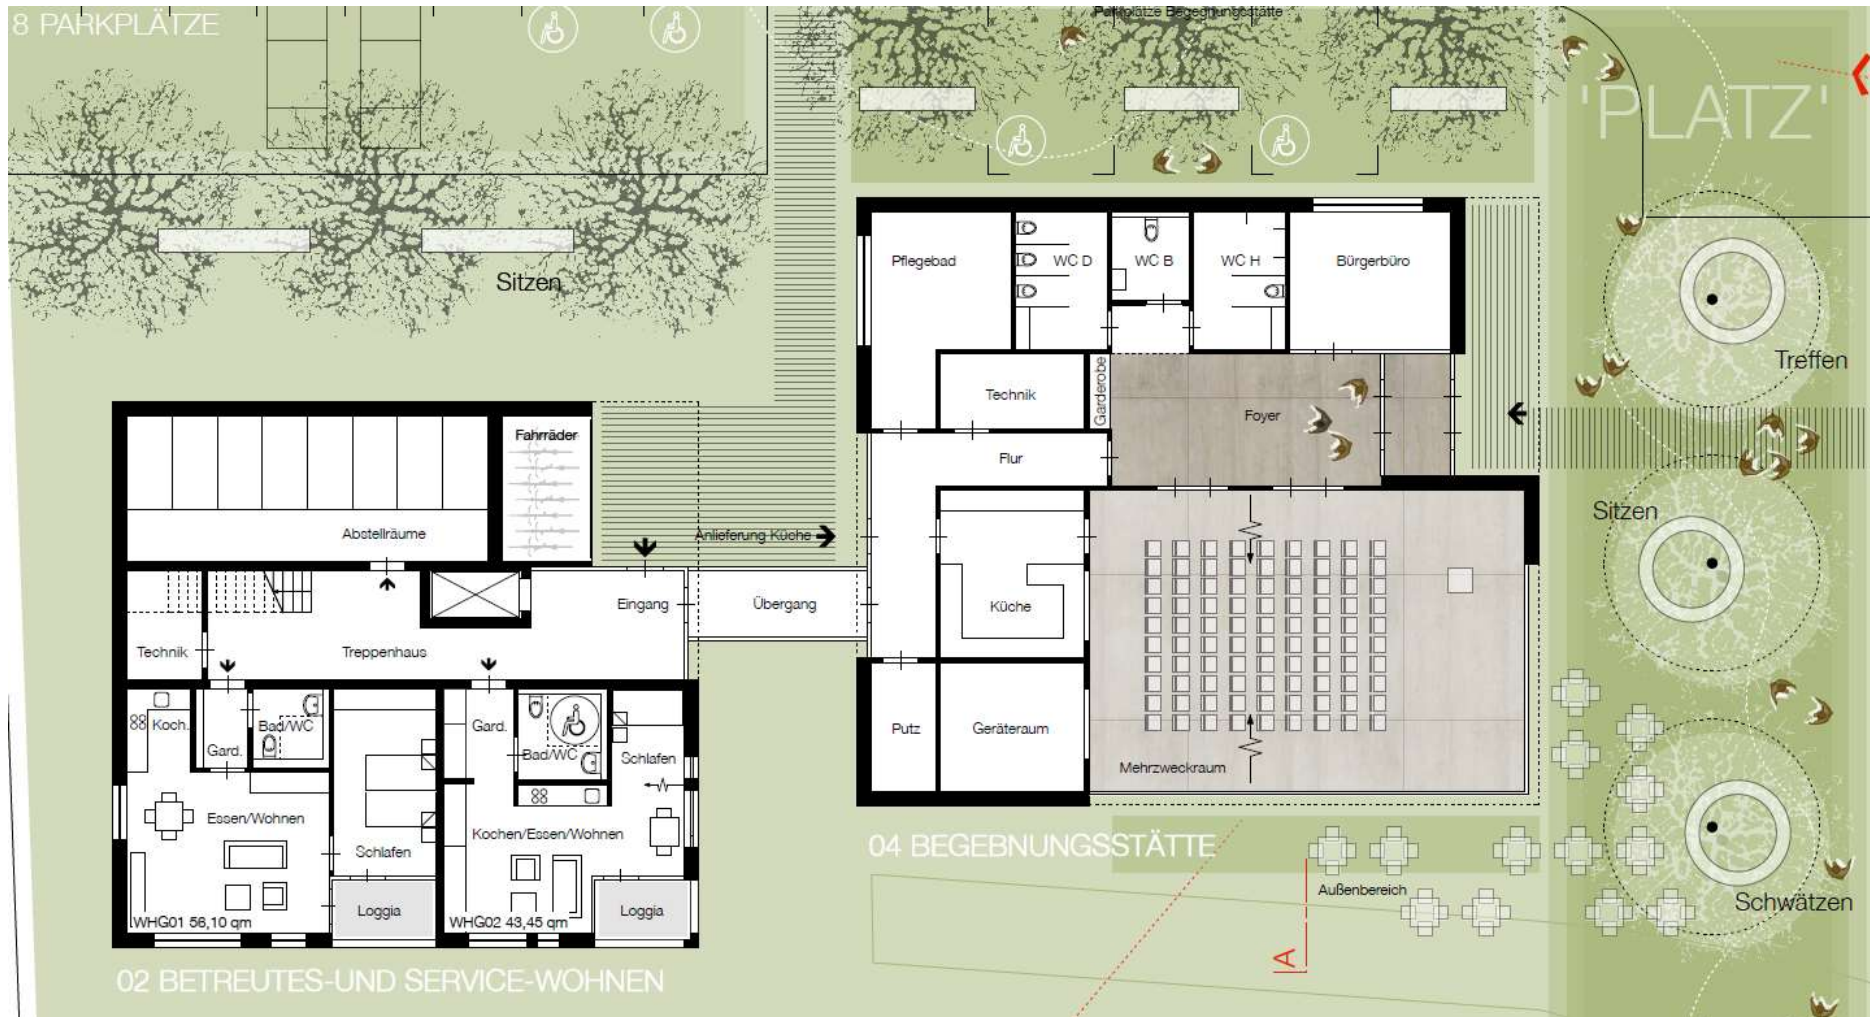 8 PARKPLÄTZE
Parkplätze Begegnungsstätte
'PLATZ'
Sitzen
Pflegebad
WC D
WC B
WC H
Bürgerbüro
Treffen
Technik
Garderobe
Foyer
Fahrräder
Flur
Abstellräume
Anlieferung Küche
Sitzen
Eingang
Übergang
Küche
Technik
Treppenhaus
Koch.
Gard.
Bad/WC
Gard.
Bad/WC
Schlafen
Putz
Geräteraum
Mehrzweckraum
Essen/Wohnen
Schlafen
Kochen/Essen/Wohnen
04 BEGEBNUNGSSTÄTTE
Außenbereich
Schwätzen
WHG01 56,10 qm
Loggia
WHG02 43,45 qm
Loggia
A
02 BETREUTES-UND SERVICE-WOHNEN